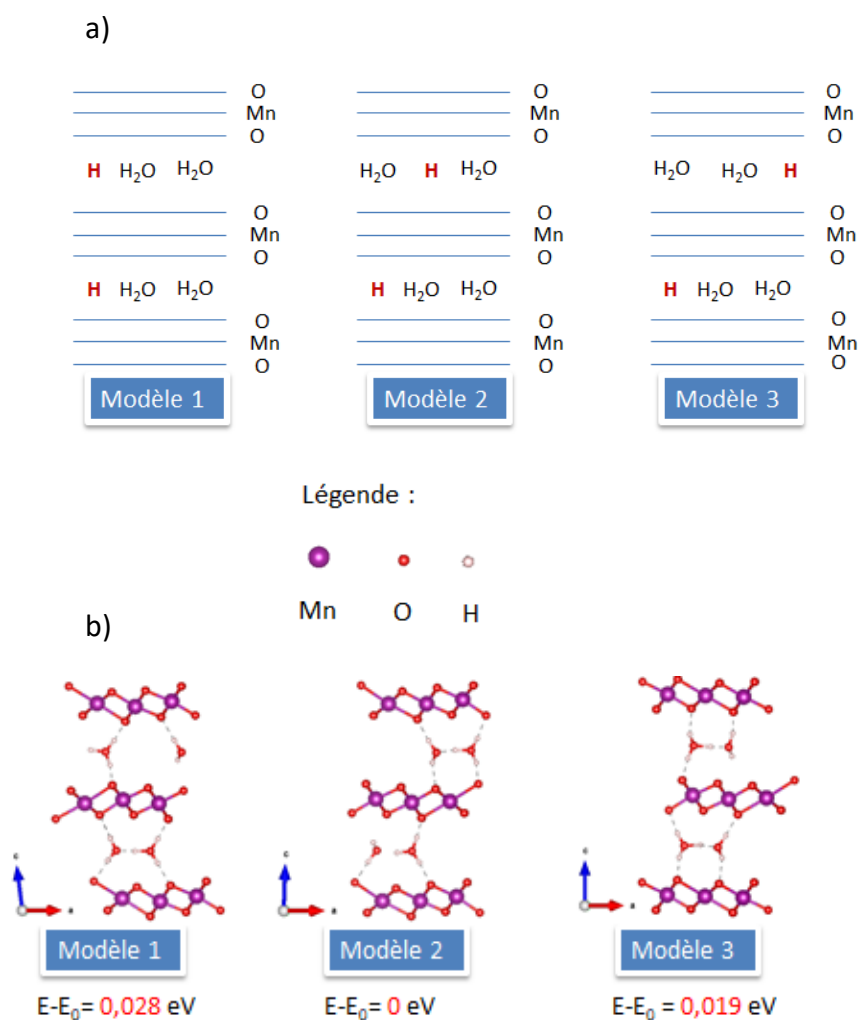 a)
O O O
Mn Mn Mn
O O O
H H₂O H₂O H₂O H H₂O H₂O H₂O H
O O O
Mn Mn Mn
O O O
H H₂O H₂O H H₂O H₂O H H₂O H₂O
O O O
Mn Mn Mn
O O O
Modèle 1 Modèle 2 Modèle 3
Légende :
Mn O H
b)
c c c
a a a
Modèle 1 Modèle 2 Modèle 3
E-E₀= 0,028 eV E-E₀= 0 eV E-E₀ = 0,019 eV